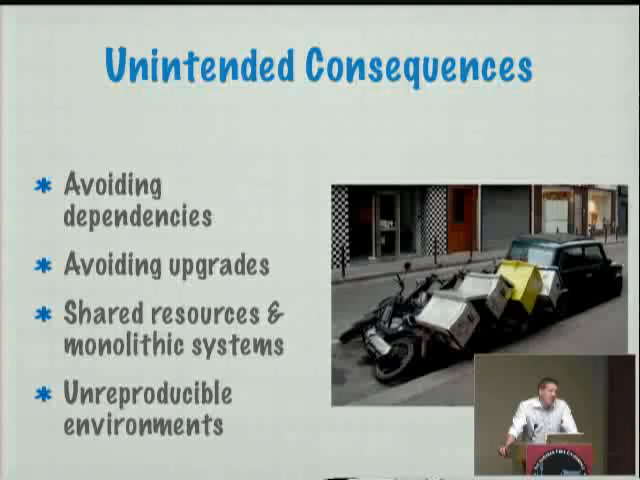 Unintended Consequences
* Avoiding
dependencies
* Avoiding upgrades
* Shared resources &
monolithic systems
* Unreproducible
environments